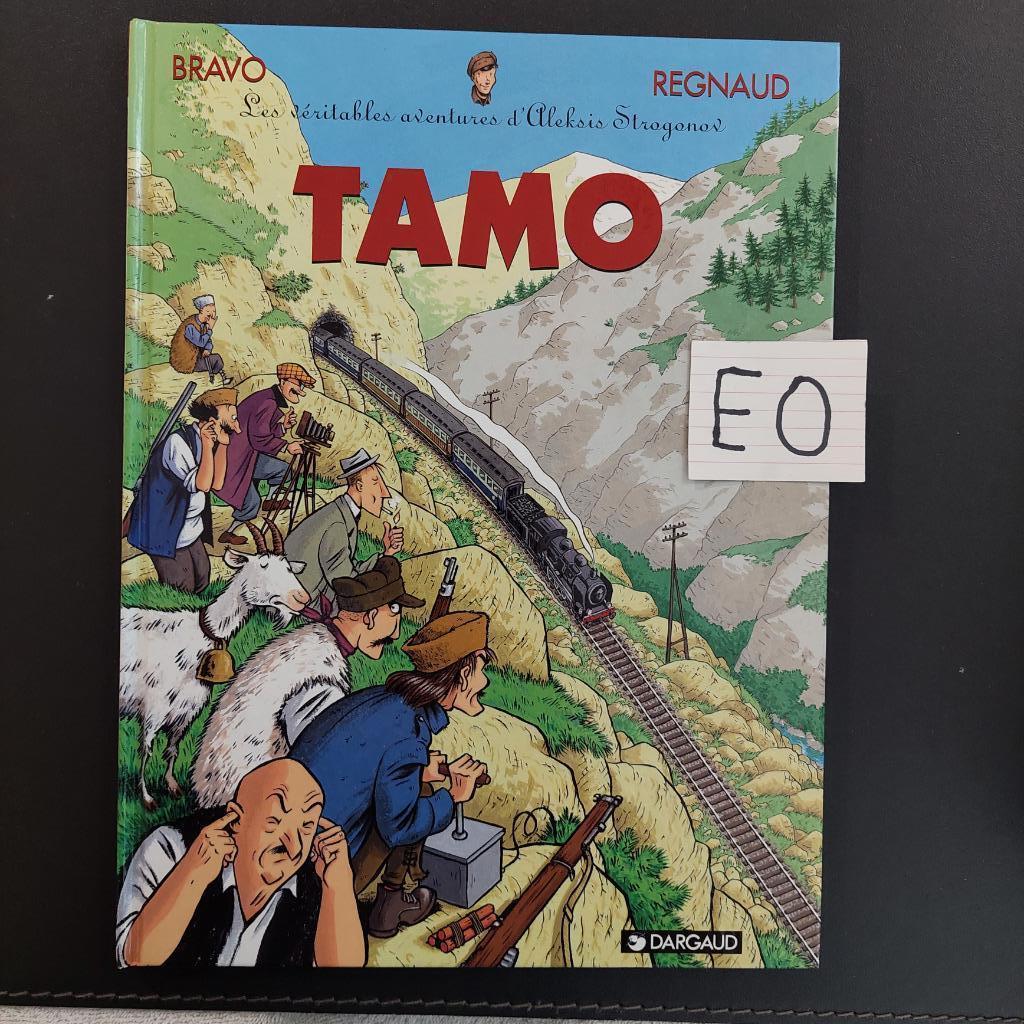 BRAVO
REGNAUD
Les véritables aventures d'Aleksis Strogonov
TAMO
EO
DARGAUD